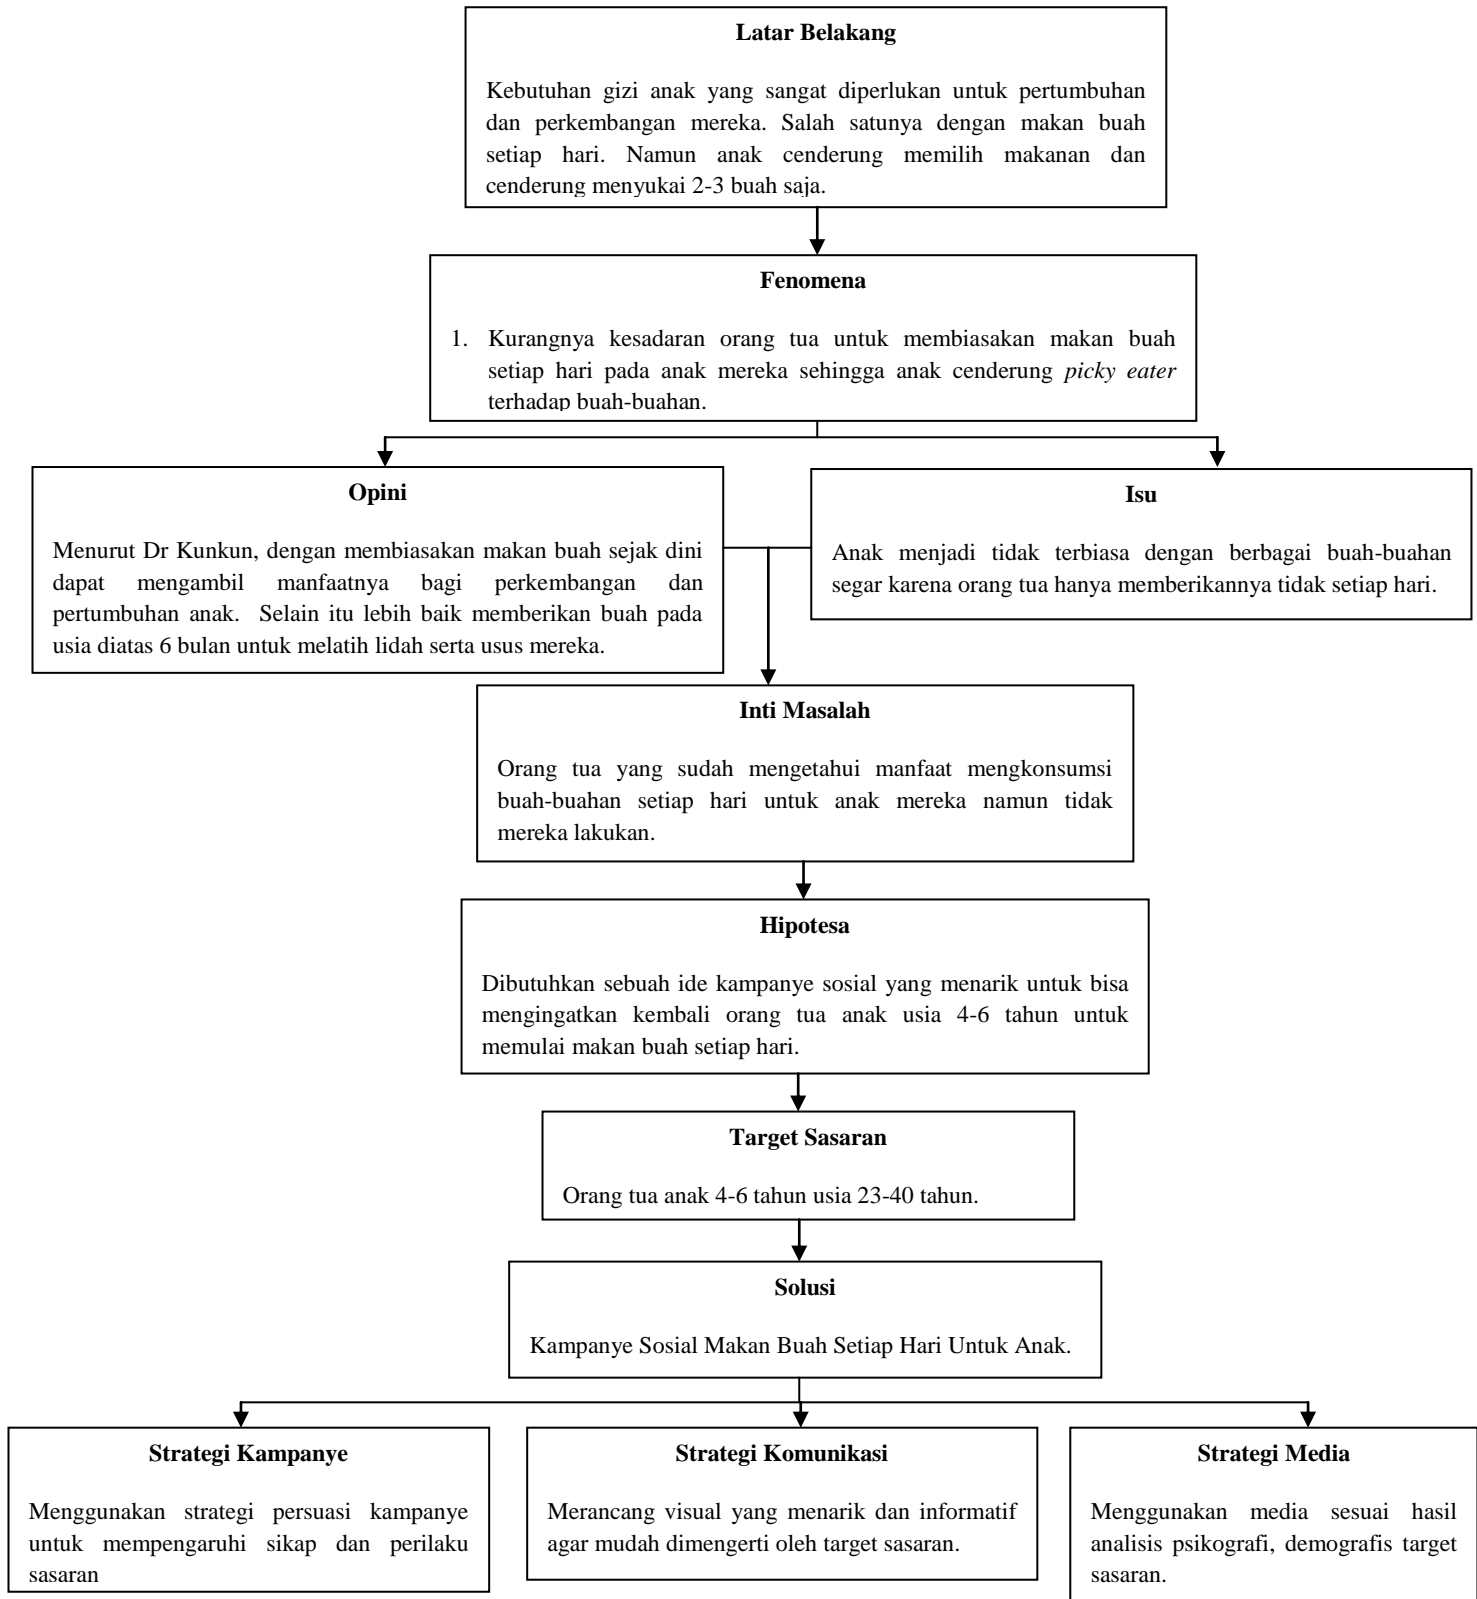 Latar Belakang
Kebutuhan gizi anak yang sangat diperlukan untuk pertumbuhan
dan perkembangan mereka. Salah satunya dengan makan buah
setiap hari. Namun anak cenderung memilih makanan dan
cenderung menyukai 2-3 buah saja.
Fenomena
1. Kurangnya kesadaran orang tua untuk membiasakan makan buah
setiap hari pada anak mereka sehingga anak cenderung picky eater
terhadap buah-buahan.
Opini
Menurut Dr Kunkun, dengan membiasakan makan buah sejak dini
dapat mengambil manfaatnya bagi perkembangan dan
pertumbuhan anak. Selain itu lebih baik memberikan buah pada
usia diatas 6 bulan untuk melatih lidah serta usus mereka.
Isu
Anak menjadi tidak terbiasa dengan berbagai buah-buahan
segar karena orang tua hanya memberikannya tidak setiap hari.
Inti Masalah
Orang tua yang sudah mengetahui manfaat mengkonsumsi
buah-buahan setiap hari untuk anak mereka namun tidak
mereka lakukan.
Hipotesa
Dibutuhkan sebuah ide kampanye sosial yang menarik untuk bisa
mengingatkan kembali orang tua anak usia 4-6 tahun untuk
memulai makan buah setiap hari.
Target Sasaran
Orang tua anak 4-6 tahun usia 23-40 tahun.
Solusi
Kampanye Sosial Makan Buah Setiap Hari Untuk Anak.
Strategi Kampanye
Menggunakan strategi persuasi kampanye
untuk mempengaruhi sikap dan perilaku
sasaran
Strategi Komunikasi
Merancang visual yang menarik dan informatif
agar mudah dimengerti oleh target sasaran.
Strategi Media
Menggunakan media sesuai hasil
analisis psikografi, demografis target
sasaran.